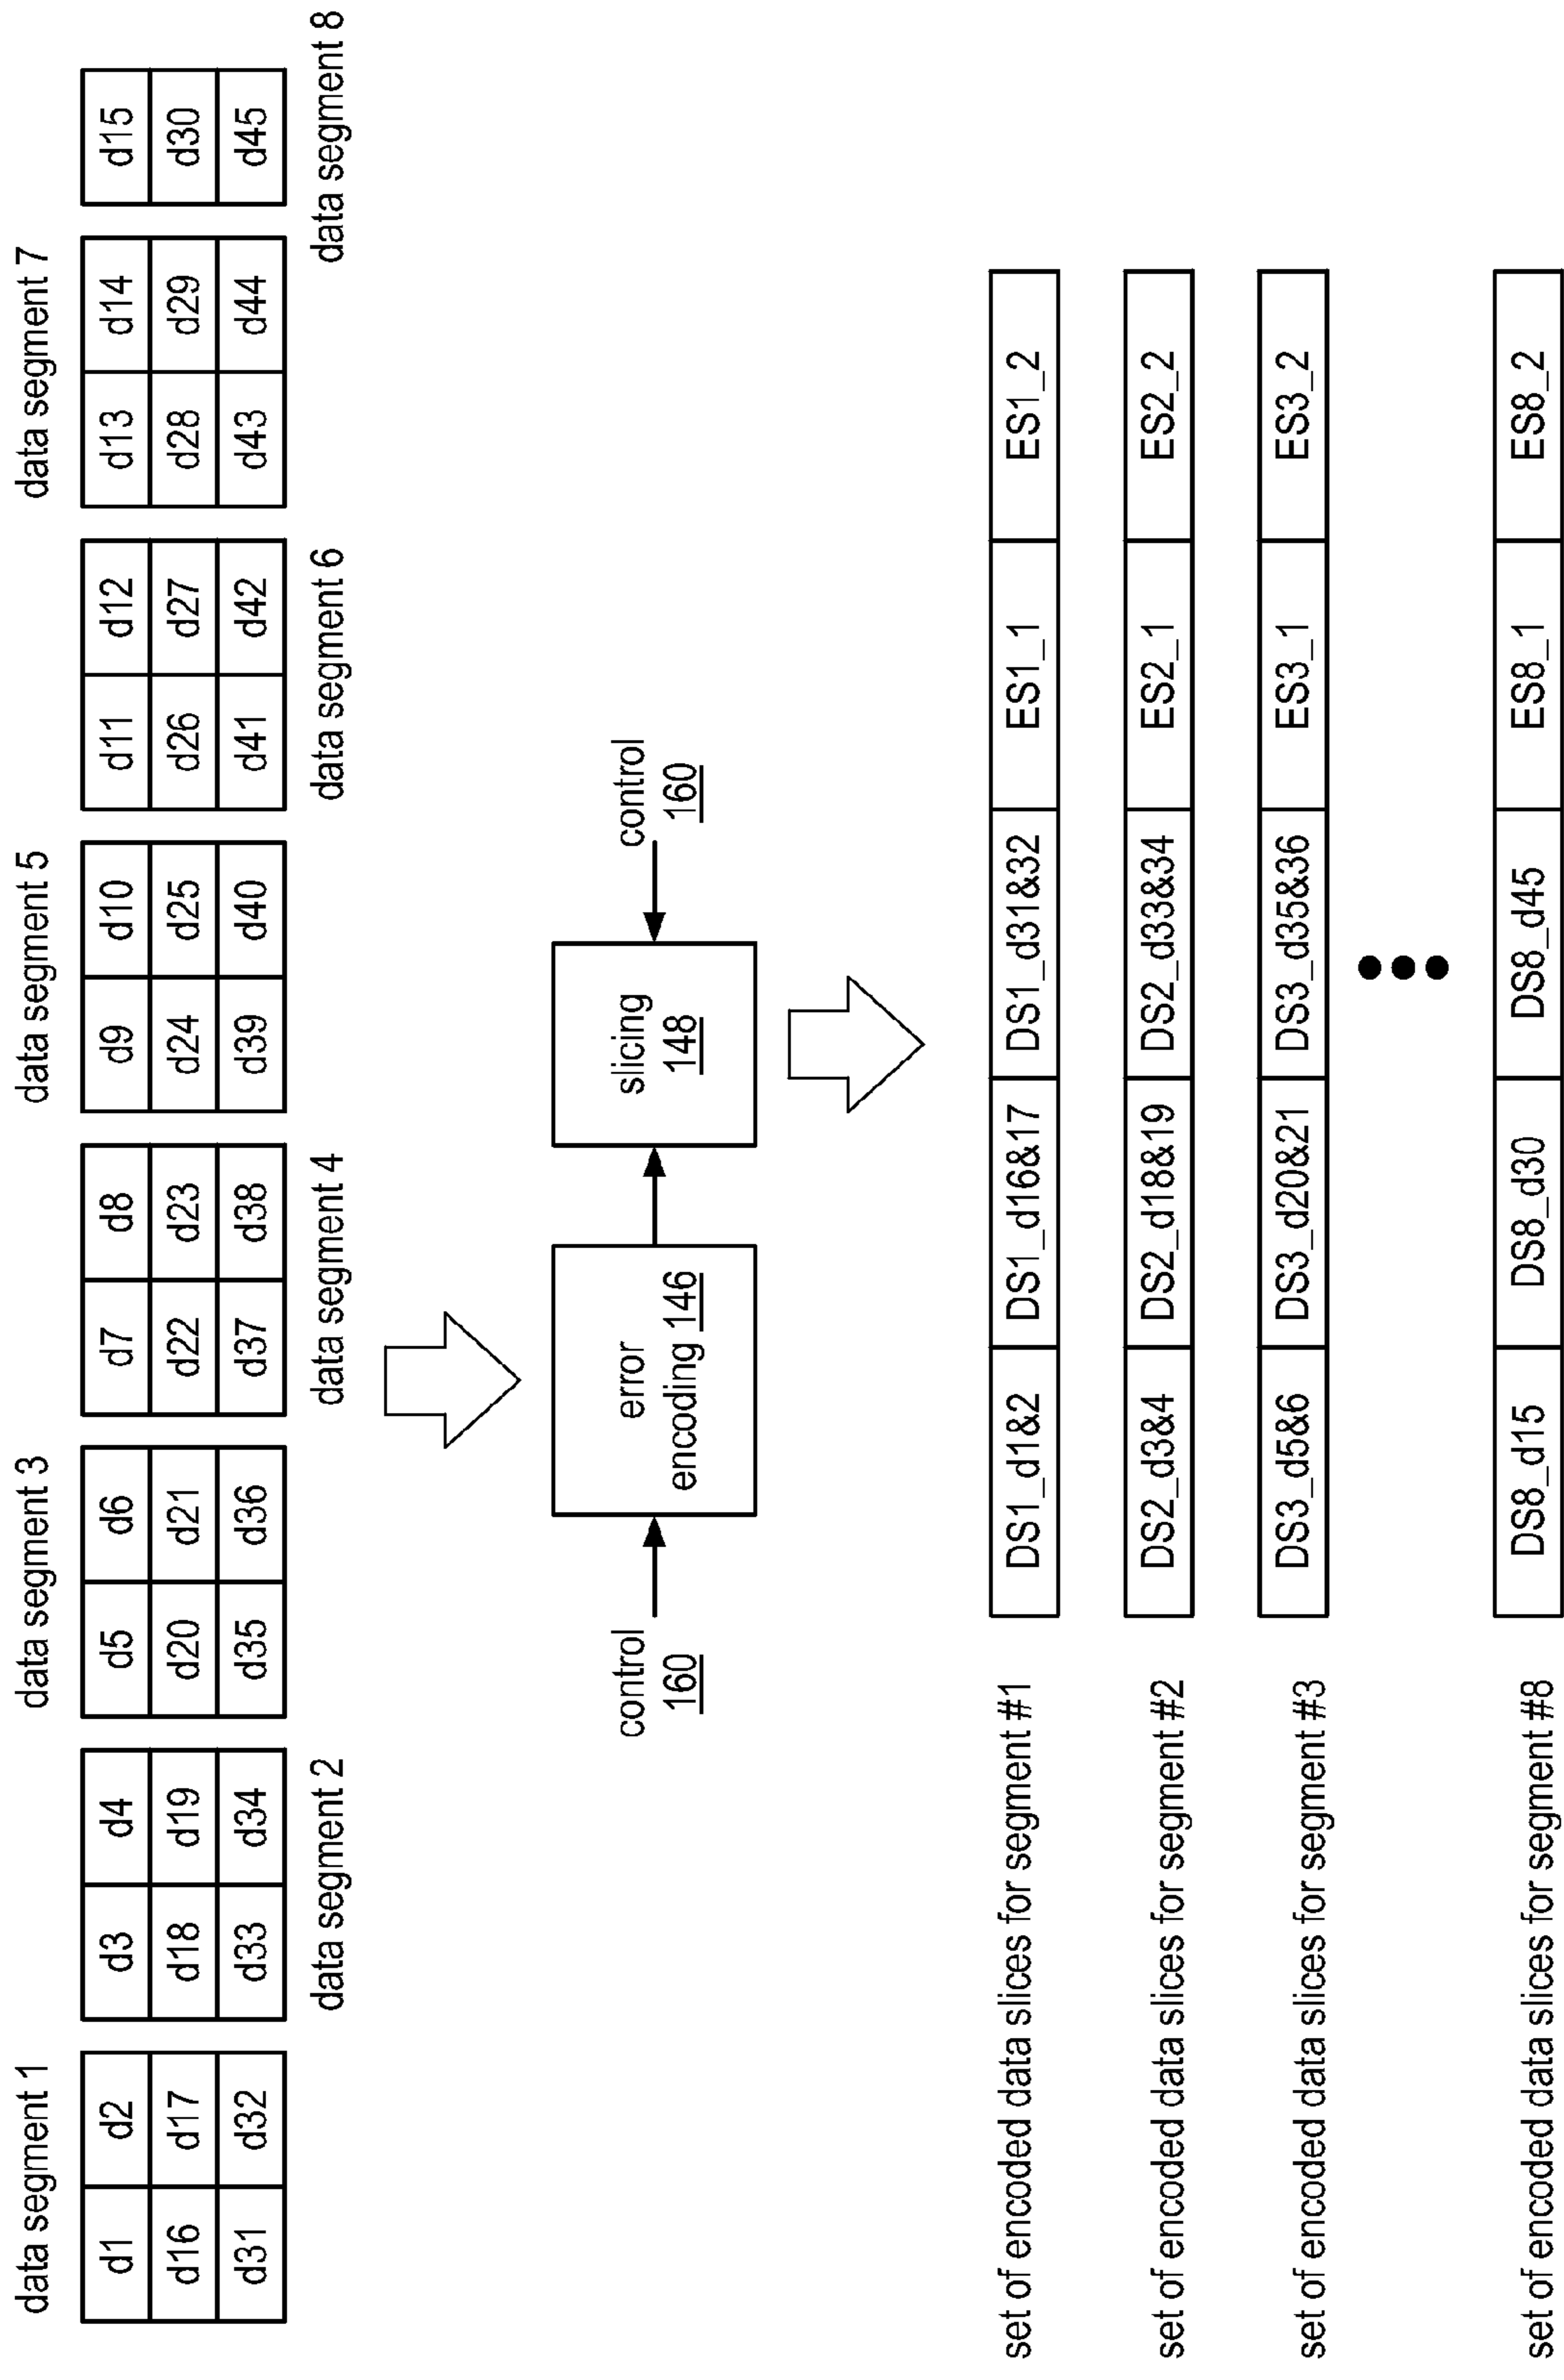 data segment 1
data segment 3
data segment 5
data segment 7
d1 d2 d3 d4 d5 d6 d7 d8 d9 d10 d11 d12 d13 d14 d15
d16 d17 d18 d19 d20 d21 d22 d23 d24 d25 d26 d27 d28 d29 d30
d31 d32 d33 d34 d35 d36 d37 d38 d39 d40 d41 d42 d43 d44 d45
data segment 2
data segment 4
data segment 6
data segment 8
control
160
error
encoding 146
slicing
148
control
160
set of encoded data slices for segment #1
DS1_d1&2 DS1_d16&17 DS1_d31&32 ES1_1 ES1_2
set of encoded data slices for segment #2
DS2_d3&4 DS2_d18&19 DS2_d33&34 ES2_1 ES2_2
set of encoded data slices for segment #3
DS3_d5&6 DS3_d20&21 DS3_d35&36 ES3_1 ES3_2
set of encoded data slices for segment #8
DS8_d15 DS8_d30 DS8_d45 ES8_1 ES8_2